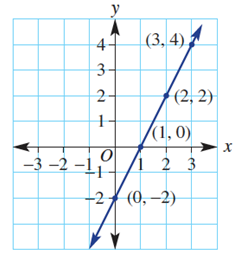 y
4
(3, 4)
3
2
(2, 2)
1
(1, 0)
O
x
−3 −2 −1
1 2 3
−1
−2
(0, −2)